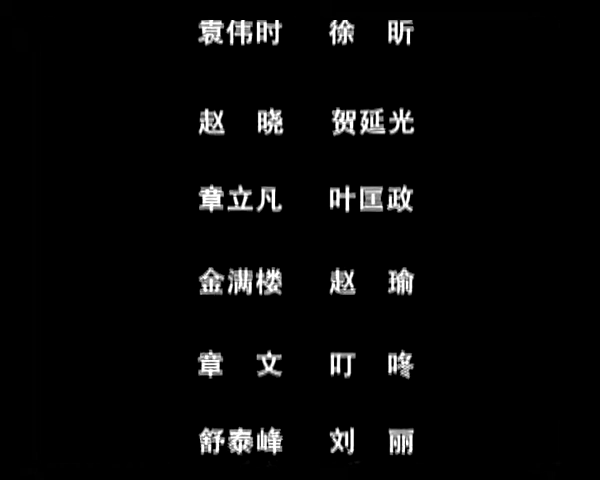 袁伟时 徐 昕
赵 晓 贺延光
章立凡 叶匡政
金满楼 赵 瑜
章 文 叮 咚
舒泰峰 刘 丽